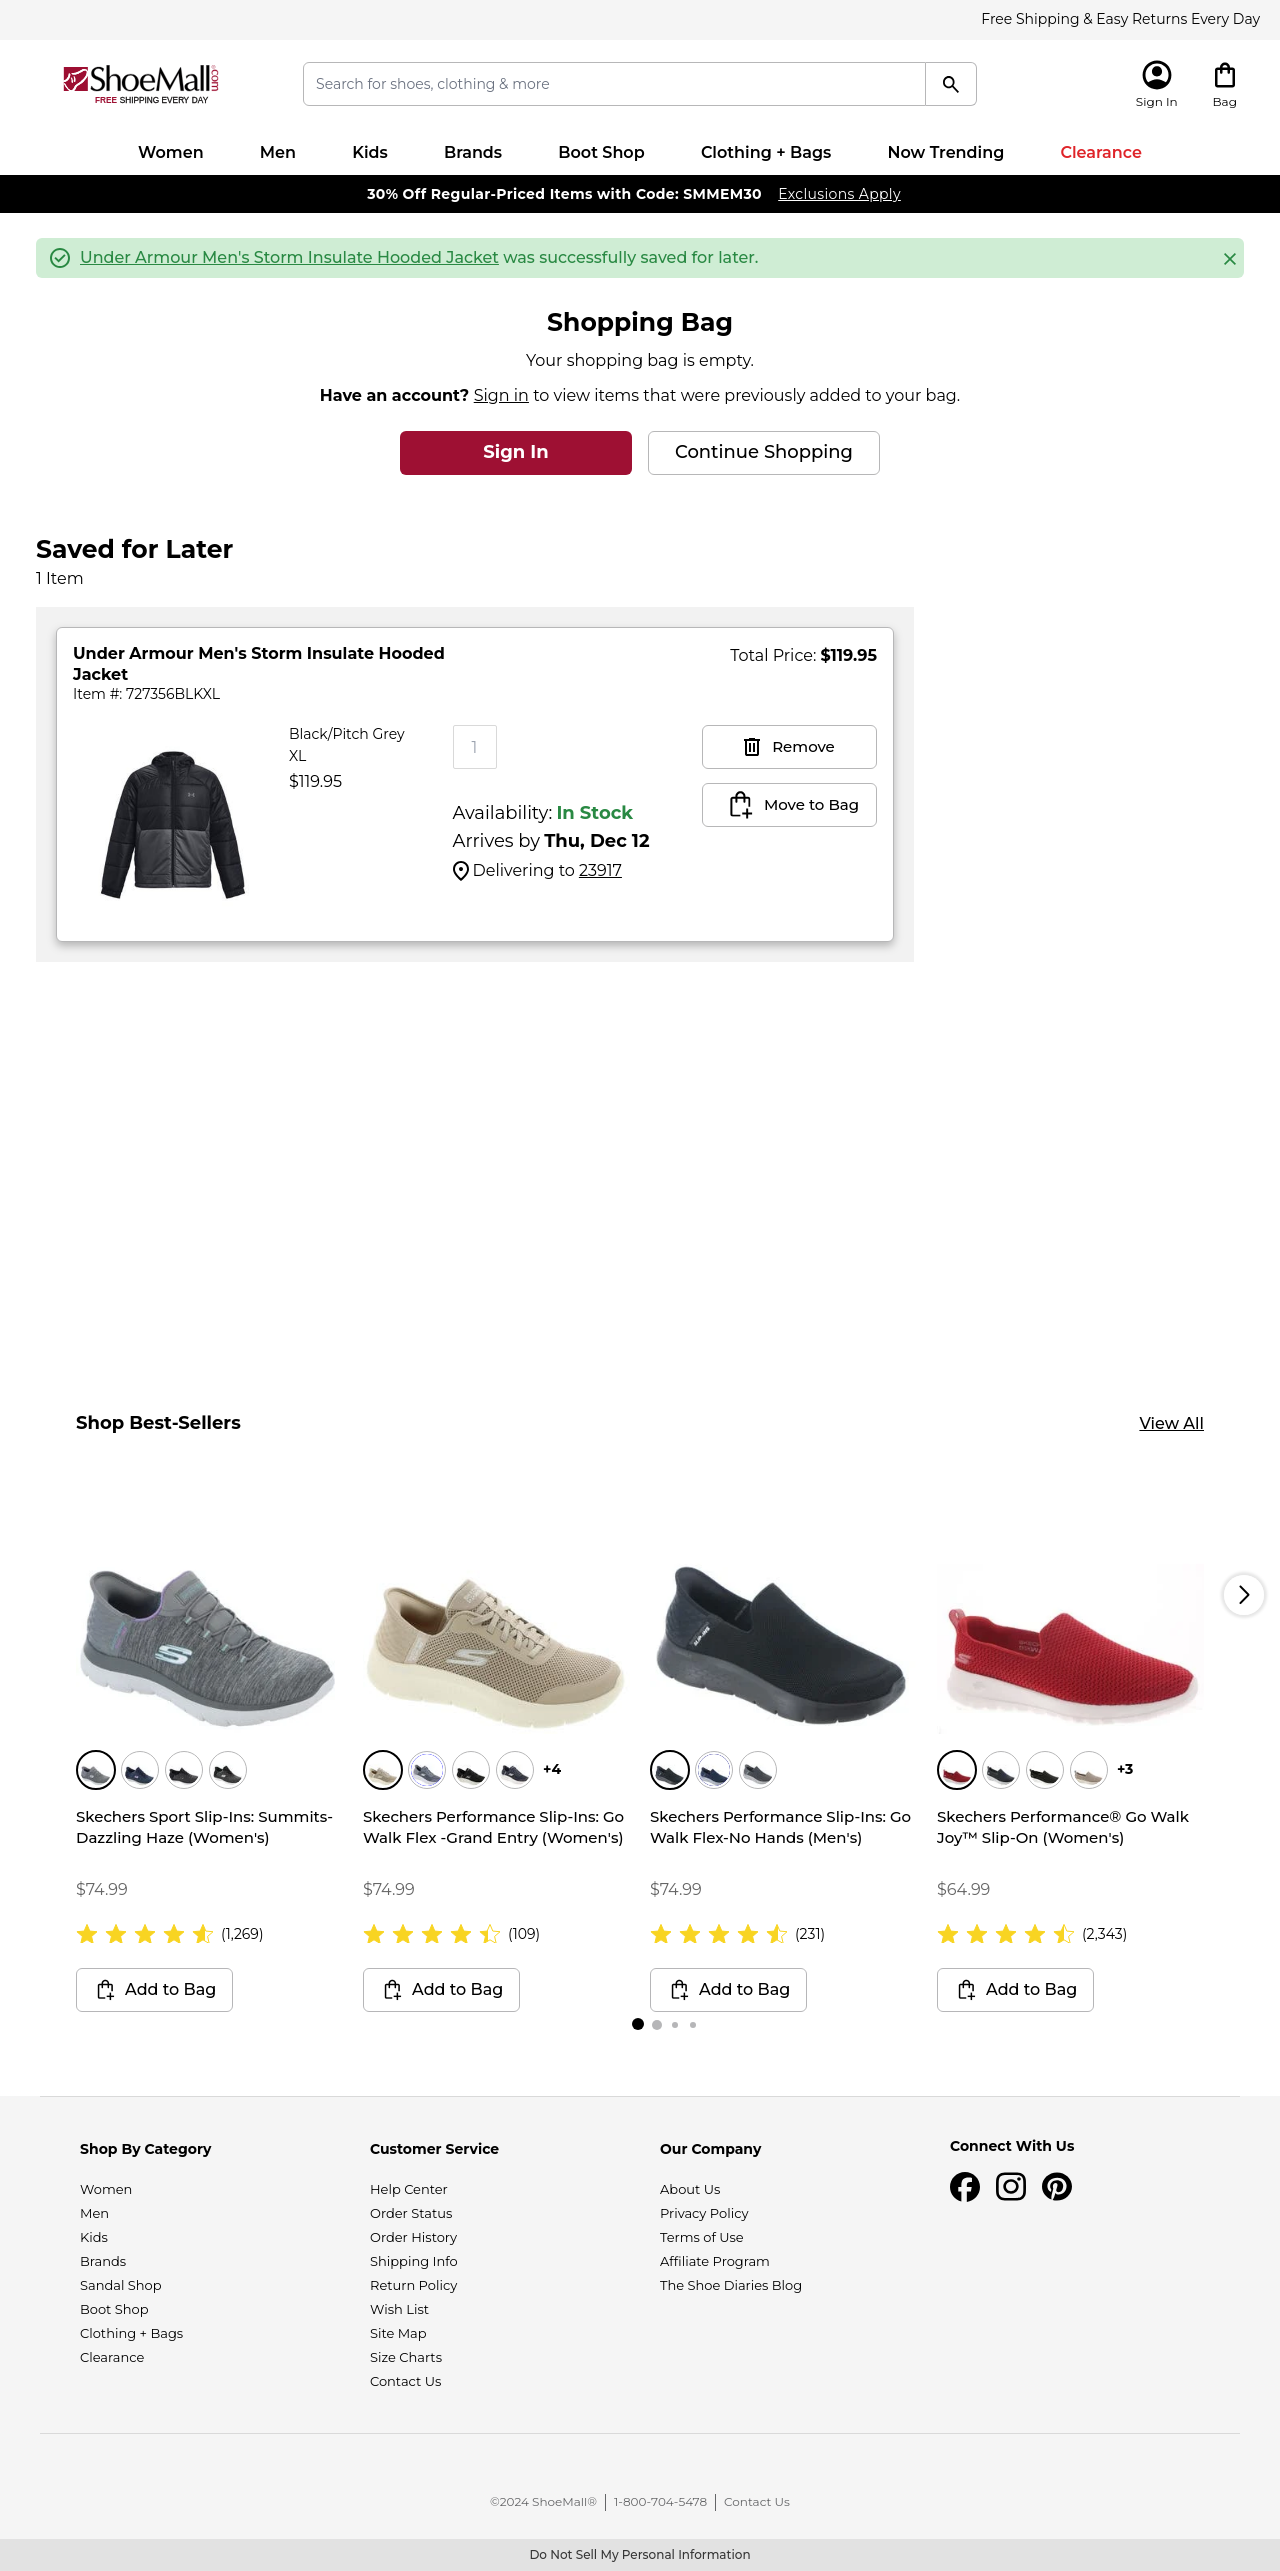 Free Shipping & Easy Returns Every Day
ShoeMall®.com
FREE SHIPPING EVERY DAY
Search for shoes, clothing & more
Sign In
Bag
Women
Men
Kids
Brands
Boot Shop
Clothing + Bags
Now Trending
Clearance
30% Off Regular-Priced Items with Code: SMMEM30 Exclusions Apply
Under Armour Men's Storm Insulate Hooded Jacket was successfully saved for later.
Shopping Bag
Your shopping bag is empty.
Have an account? Sign in to view items that were previously added to your bag.
Sign In
Continue Shopping
Saved for Later
1 Item
Under Armour Men's Storm Insulate Hooded
Jacket
Item #: 727356BLKXL
Total Price: $119.95
Black/Pitch Grey
XL
$119.95
1
Availability: In Stock
Arrives by Thu, Dec 12
Delivering to 23917
Remove
Move to Bag
Shop Best-Sellers
View All
Skechers Sport Slip-Ins: Summits-
Dazzling Haze (Women's)
$74.99
(1,269)
Add to Bag
+4
Skechers Performance Slip-Ins: Go
Walk Flex -Grand Entry (Women's)
$74.99
(109)
Add to Bag
Skechers Performance Slip-Ins: Go
Walk Flex-No Hands (Men's)
$74.99
(231)
Add to Bag
+3
Skechers Performance® Go Walk
Joy™ Slip-On (Women's)
$64.99
(2,343)
Add to Bag
Shop By Category
Women
Men
Kids
Brands
Sandal Shop
Boot Shop
Clothing + Bags
Clearance
Customer Service
Help Center
Order Status
Order History
Shipping Info
Return Policy
Wish List
Site Map
Size Charts
Contact Us
Our Company
About Us
Privacy Policy
Terms of Use
Affiliate Program
The Shoe Diaries Blog
Connect With Us
©2024 ShoeMall®
1-800-704-5478
Contact Us
Do Not Sell My Personal Information